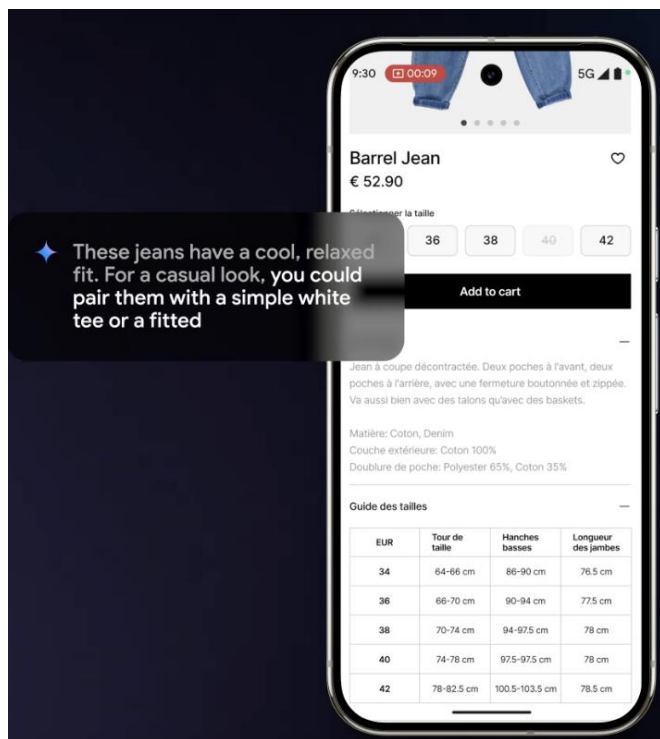 9:30 00:09 5G
Barrel Jean
€ 52.90
Sélectionner la taille
36 38 40 42
Add to cart
These jeans have a cool, relaxed
fit. For a casual look, you could
pair them with a simple white
tee or a fitted
Jean à coupe décontractée. Deux poches à l'avant, deux
poches à l'arrière, avec une fermeture boutonnée et zippée.
Va aussi bien avec des talons qu'avec des baskets.
Matière: Coton, Denim
Couche extérieure: Coton 100%
Doublure de poche: Polyester 65%, Coton 35%
Guide des tailles
EUR Tour de taille Hanches basses Longueur des jambes
34 64-66 cm 86-90 cm 76.5 cm
36 66-70 cm 90-94 cm 77.5 cm
38 70-74 cm 94-97.5 cm 78 cm
40 74-78 cm 97.5-97.5 cm 78 cm
42 78-82.5 cm 100.5-103.5 cm 78.5 cm